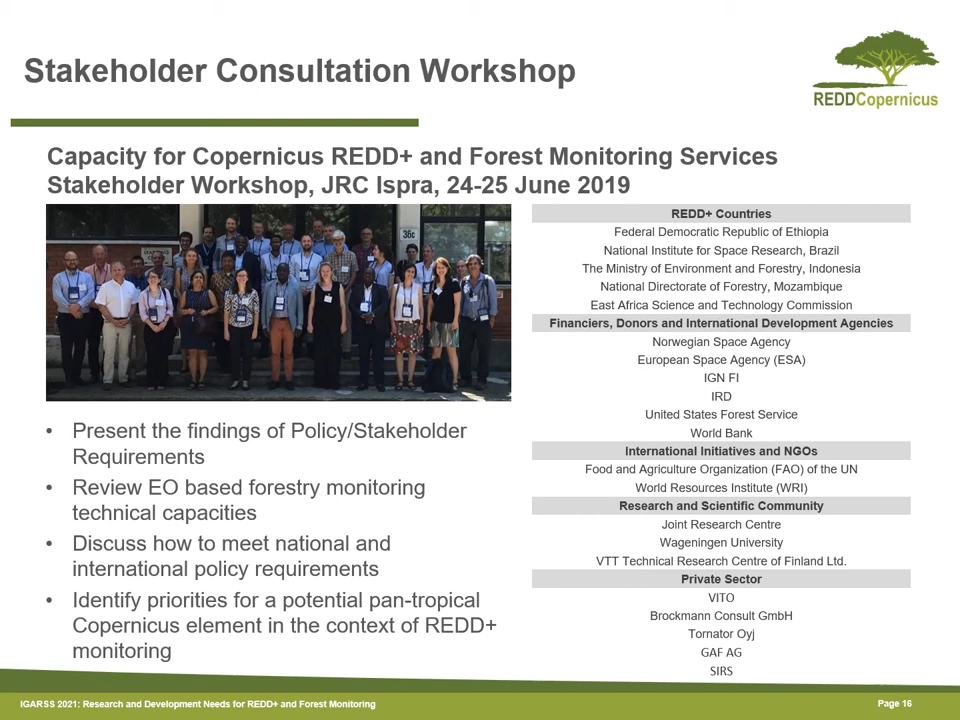 Stakeholder Consultation Workshop
REDDCopernicus
Capacity for Copernicus REDD+ and Forest Monitoring Services
Stakeholder Workshop, JRC Ispra, 24-25 June 2019
36c
• Present the findings of Policy/Stakeholder
Requirements
• Review EO based forestry monitoring
technical capacities
• Discuss how to meet national and
international policy requirements
• Identify priorities for a potential pan-tropical
Copernicus element in the context of REDD+
monitoring
REDD+ Countries
Federal Democratic Republic of Ethiopia
National Institute for Space Research, Brazil
The Ministry of Environment and Forestry, Indonesia
National Directorate of Forestry, Mozambique
East Africa Science and Technology Commission
Financiers, Donors and International Development Agencies
Norwegian Space Agency
European Space Agency (ESA)
IGN FI
IRD
United States Forest Service
World Bank
International Initiatives and NGOs
Food and Agriculture Organization (FAO) of the UN
World Resources Institute (WRI)
Research and Scientific Community
Joint Research Centre
Wageningen University
VTT Technical Research Centre of Finland Ltd.
Private Sector
VITO
Brockmann Consult GmbH
Tornator Oyj
GAF AG
SIRS
IGARSS 2021: Research and Development Needs for REDD+ and Forest Monitoring
Page 16